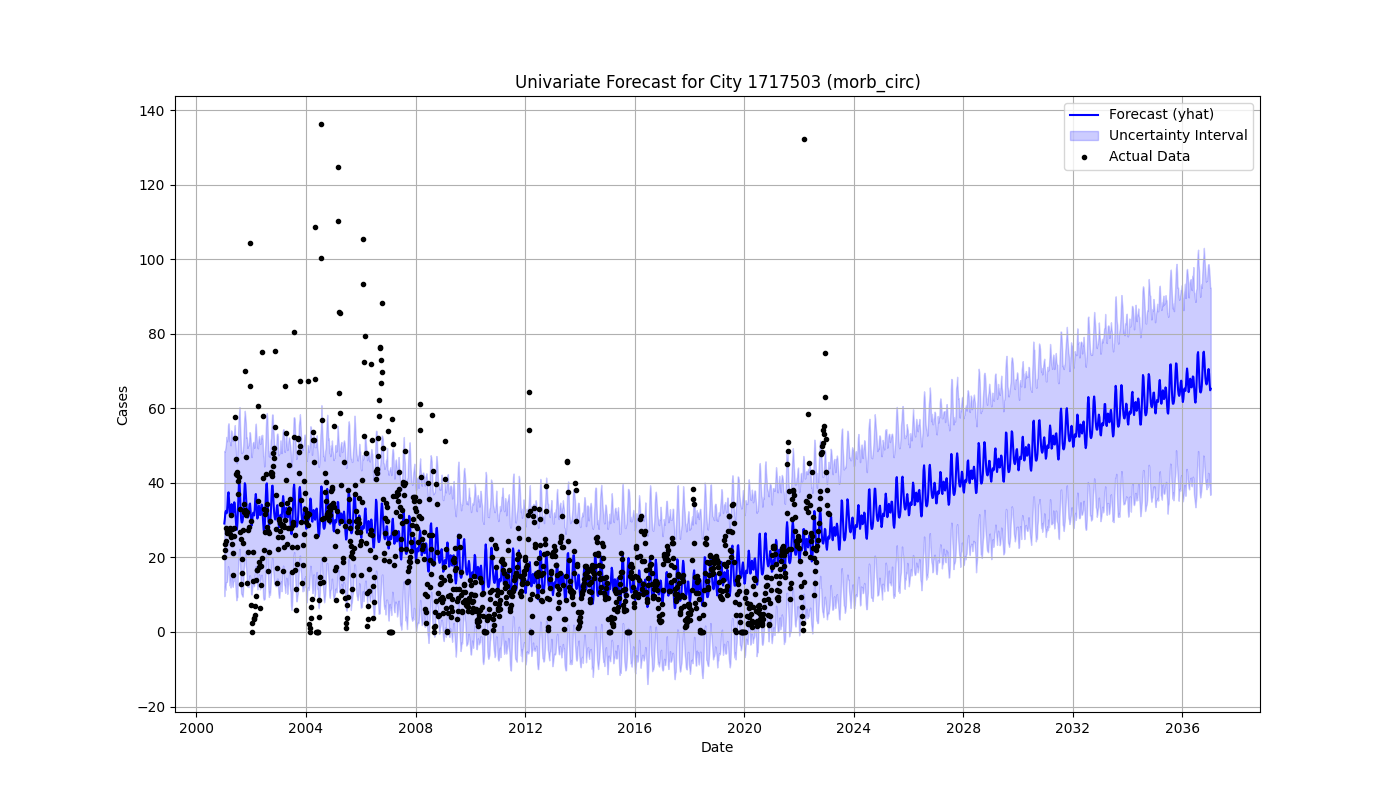 Univariate Forecast for City 1717503 (morb_circ)
Forecast (yhat)
Uncertainty Interval
Actual Data
Cases
140
120
100
80
60
40
20
0
−20
2000 2004 2008 2012 2016 2020 2024 2028 2032 2036
Date